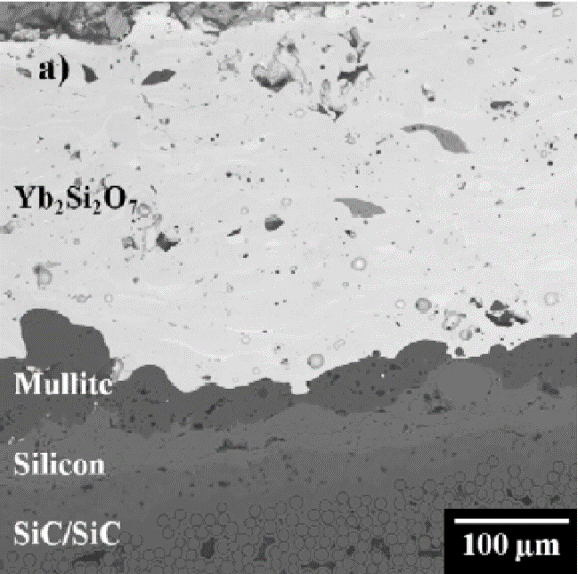 a)
Yb₂Si₂O₇
Mullite
Silicon
SiC/SiC
100 µm